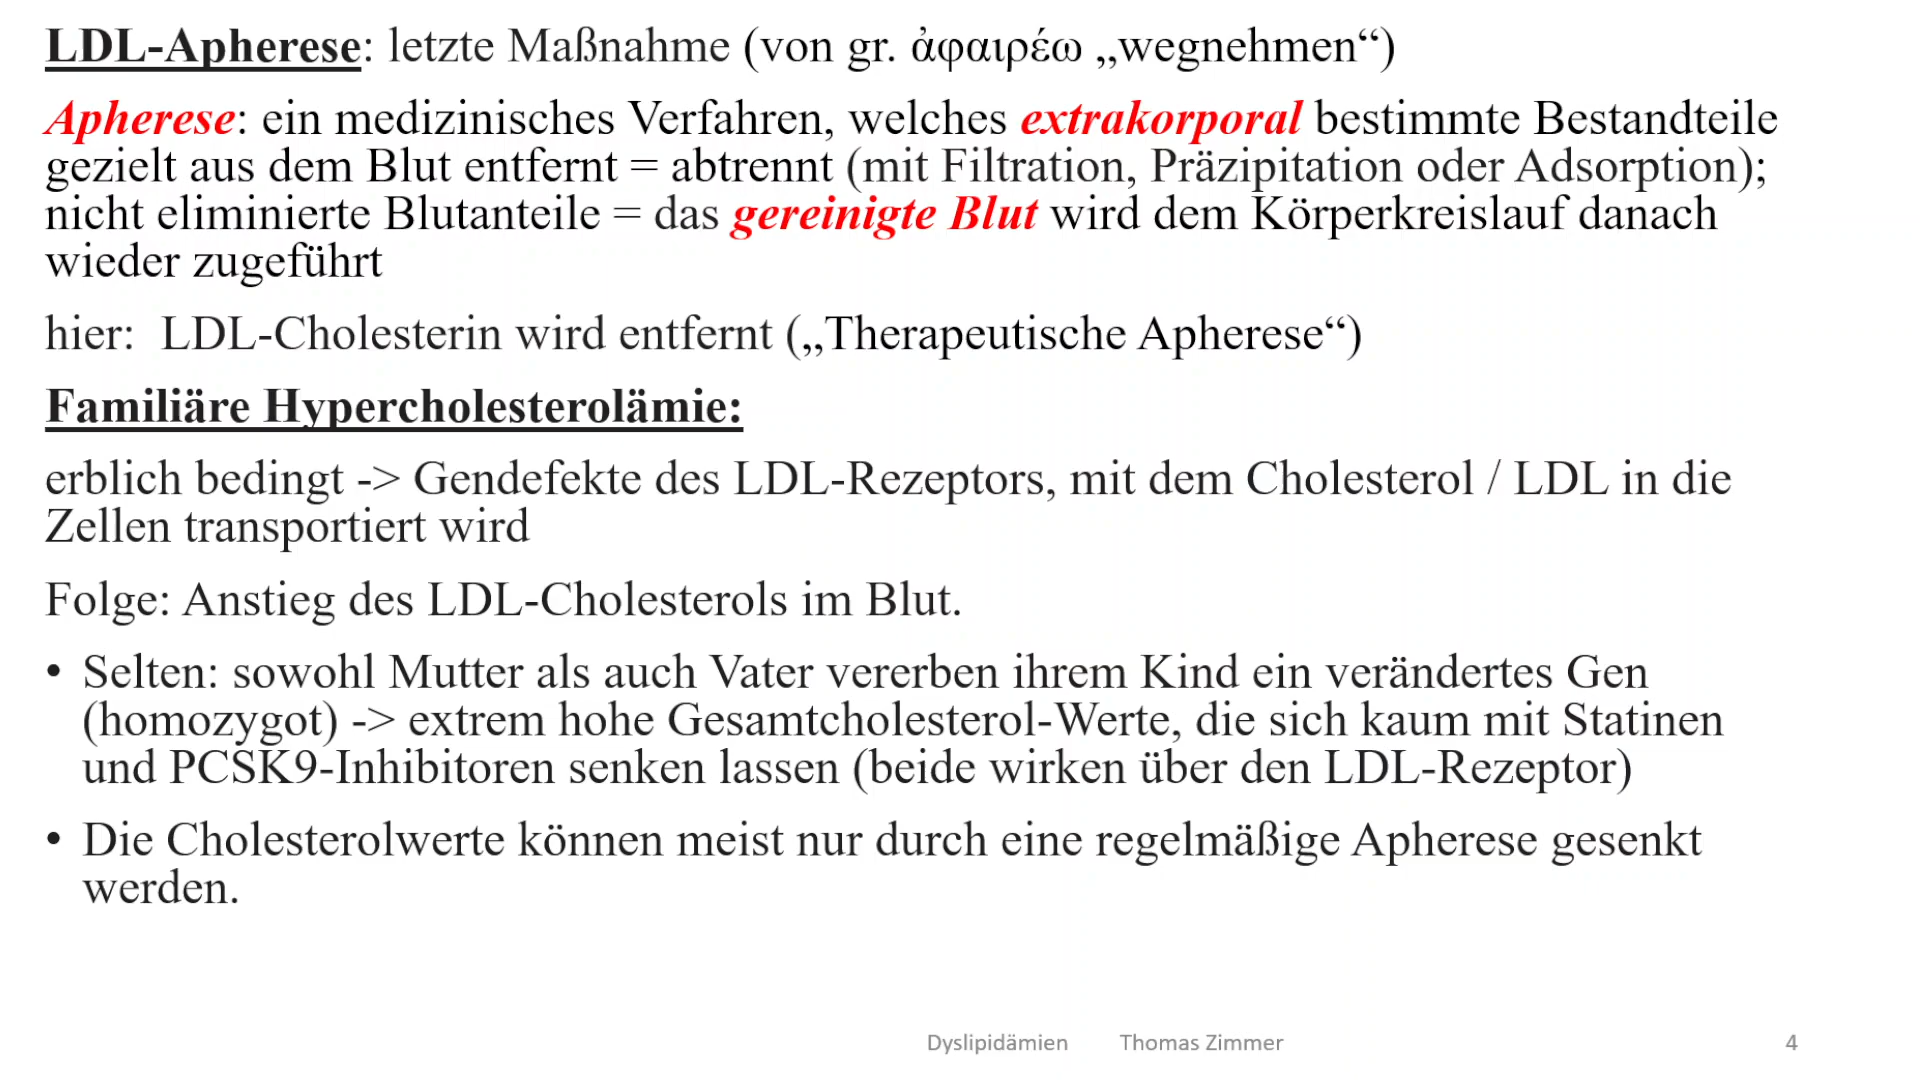 LDL-Apherese: letzte Maßnahme (von gr. ἀφαιρέω „wegnehmen“)
Apherese: ein medizinisches Verfahren, welches extrakorporal bestimmte Bestandteile
gezielt aus dem Blut entfernt = abtrennt (mit Filtration, Präzipitation oder Adsorption);
nicht eliminierte Blutanteile = das gereinigte Blut wird dem Körperkreislauf danach
wieder zugeführt
hier:  LDL-Cholesterin wird entfernt („Therapeutische Apherese“)
Familiäre Hypercholesterolämie:
erblich bedingt -> Gendefekte des LDL-Rezeptors, mit dem Cholesterol / LDL in die
Zellen transportiert wird
Folge: Anstieg des LDL-Cholesterols im Blut.
• Selten: sowohl Mutter als auch Vater vererben ihrem Kind ein verändertes Gen
(homozygot) -> extrem hohe Gesamtcholesterol-Werte, die sich kaum mit Statinen
und PCSK9-Inhibitoren senken lassen (beide wirken über den LDL-Rezeptor)
• Die Cholesterolwerte können meist nur durch eine regelmäßige Apherese gesenkt
werden.
Dyslipidämien Thomas Zimmer 4